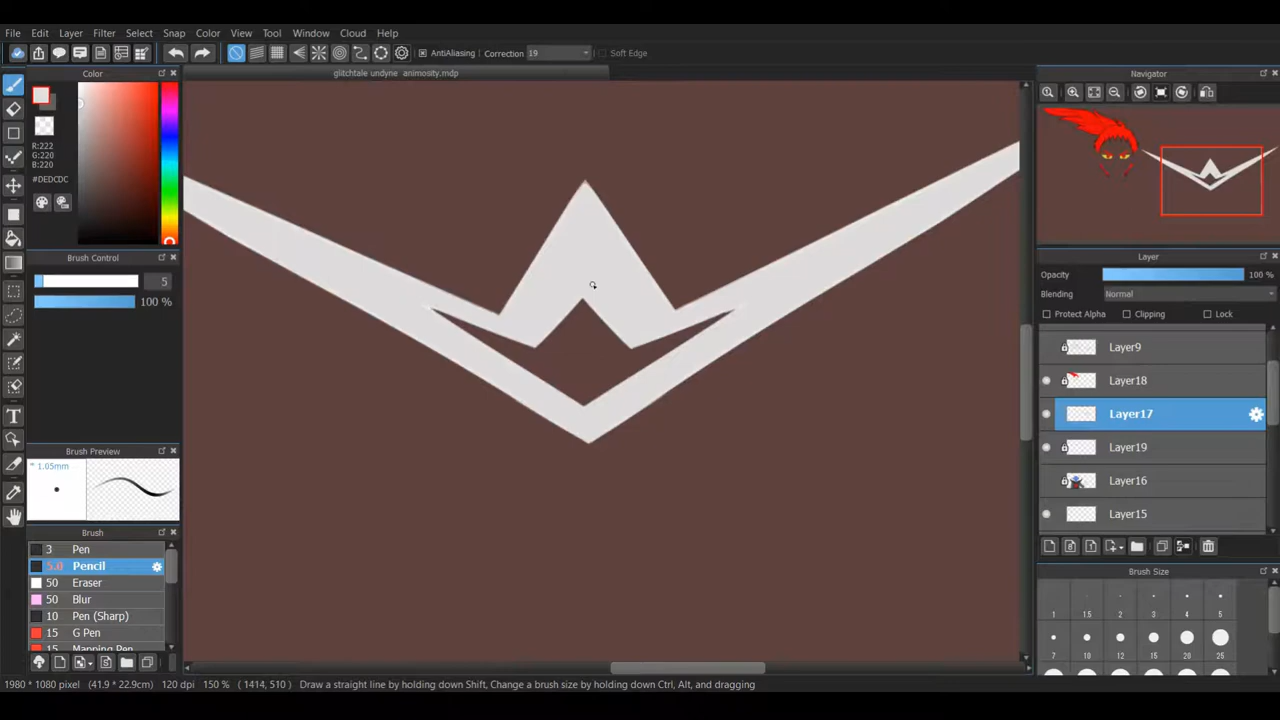 File Edit Layer Filter Select Snap Color View Tool Window Cloud Help
AntiAliasing Correction 19 Soft Edge
Color
glitchtale undyne animosity.mdp
Navigator
R:222
G:220
B:220
#DEDCDC
Brush Control
5
100 %
Layer
Opacity 100 %
Blending Normal
Protect Alpha Clipping Lock
Layer9
Layer18
Layer17
Layer19
Layer16
Layer15
Brush Preview
* 1.05mm
Brush
3 Pen
5.0 Pencil
50 Eraser
50 Blur
10 Pen (Sharp)
15 G Pen
15 Mapping Pen
Brush Size
1 1.5 2 3 4 5
7 10 12 15 20 25
1980 * 1080 pixel (41.9 * 22.9cm) 120 dpi 150 % ( 1414, 510 ) Draw a straight line by holding down Shift, Change a brush size by holding down Ctrl, Alt, and dragging